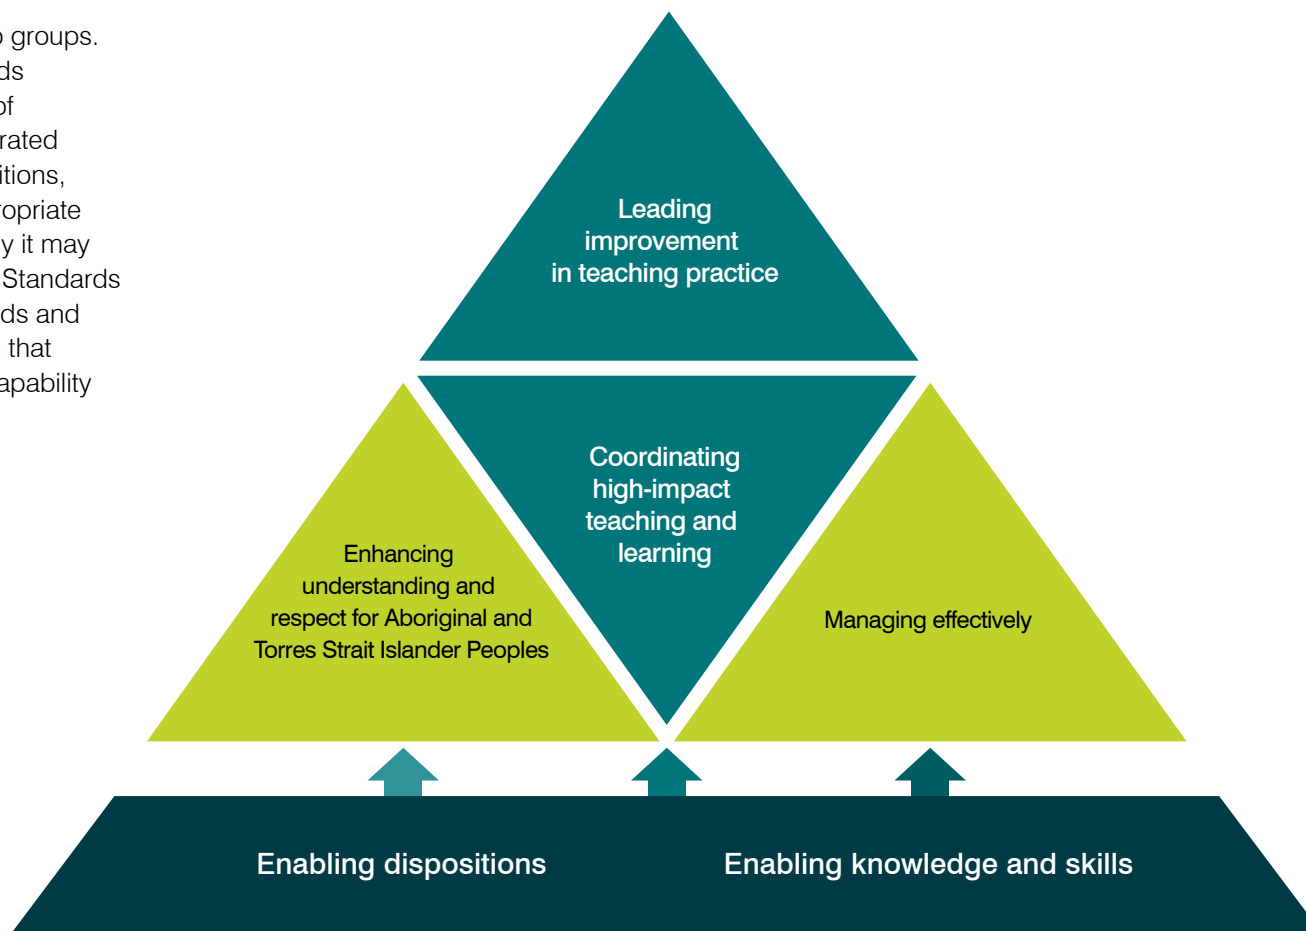 groups.
ds
of
rated
itions,
ropriate
y it may
Standards
ds and
that
apability
Leading
improvement
in teaching practice
Coordinating
high-impact
teaching and
learning
Enhancing
understanding and
respect for Aboriginal and
Torres Strait Islander Peoples
Managing effectively
Enabling dispositions
Enabling knowledge and skills